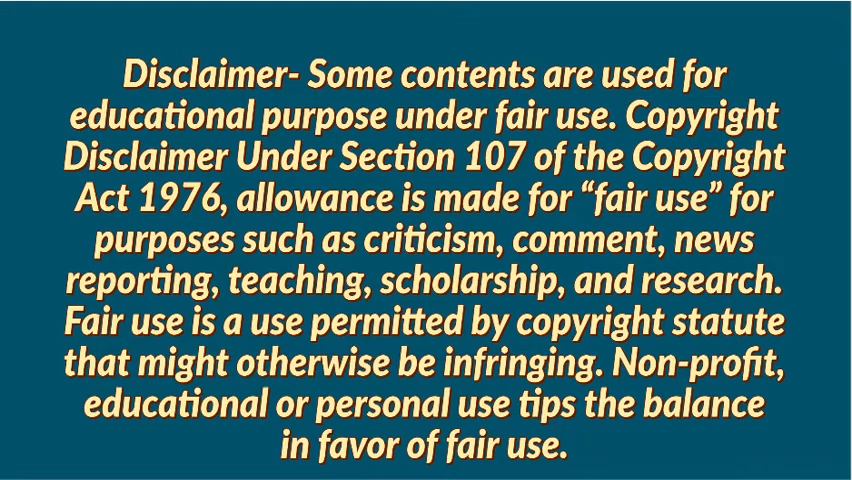 Disclaimer- Some contents are used for
educational purpose under fair use. Copyright
Disclaimer Under Section 107 of the Copyright
Act 1976, allowance is made for “fair use” for
purposes such as criticism, comment, news
reporting, teaching, scholarship, and research.
Fair use is a use permitted by copyright statute
that might otherwise be infringing. Non-profit,
educational or personal use tips the balance
in favor of fair use.